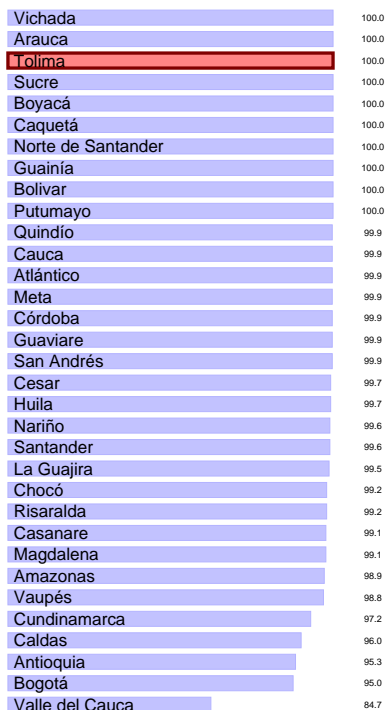 Vichada 100.0
Arauca 100.0
Tolima 100.0
Sucre 100.0
Boyacá 100.0
Caquetá 100.0
Norte de Santander 100.0
Guainía 100.0
Bolivar 100.0
Putumayo 100.0
Quindío 99.9
Cauca 99.9
Atlántico 99.9
Meta 99.9
Córdoba 99.9
Guaviare 99.9
San Andrés 99.9
Cesar 99.7
Huila 99.7
Nariño 99.6
Santander 99.6
La Guajira 99.5
Chocó 99.2
Risaralda 99.2
Casanare 99.1
Magdalena 99.1
Amazonas 98.9
Vaupés 98.8
Cundinamarca 97.2
Caldas 96.0
Antioquia 95.3
Bogotá 95.0
Valle del Cauca 84.7